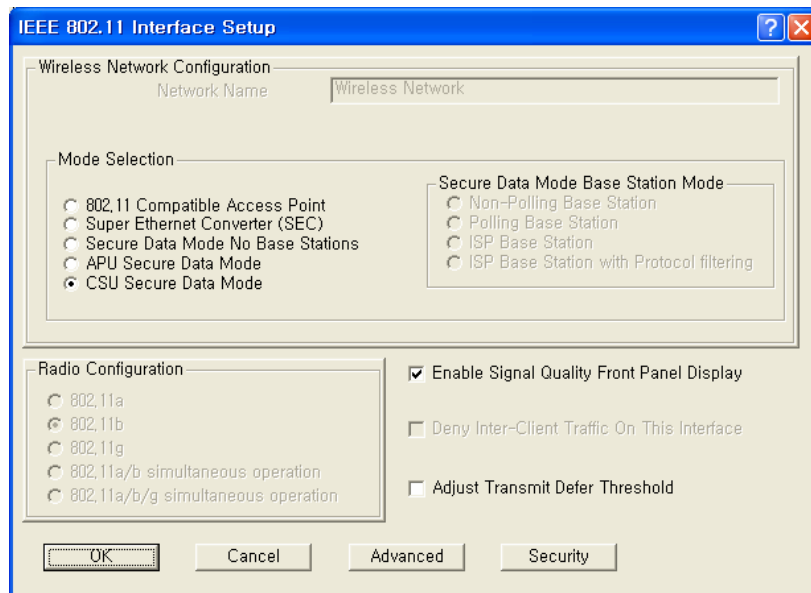 IEEE 802.11 Interface Setup
Wireless Network Configuration
Network Name
Wireless Network
Mode Selection
802.11 Compatible Access Point
Super Ethernet Converter (SEC)
Secure Data Mode No Base Stations
APU Secure Data Mode
CSU Secure Data Mode
Secure Data Mode Base Station Mode
Non-Polling Base Station
Polling Base Station
ISP Base Station
ISP Base Station with Protocol filtering
Radio Configuration
802.11a
802.11b
802.11g
802.11a/b simultaneous operation
802.11a/b/g simultaneous operation
Enable Signal Quality Front Panel Display
Deny Inter-Client Traffic On This Interface
Adjust Transmit Defer Threshold
OK
Cancel
Advanced
Security